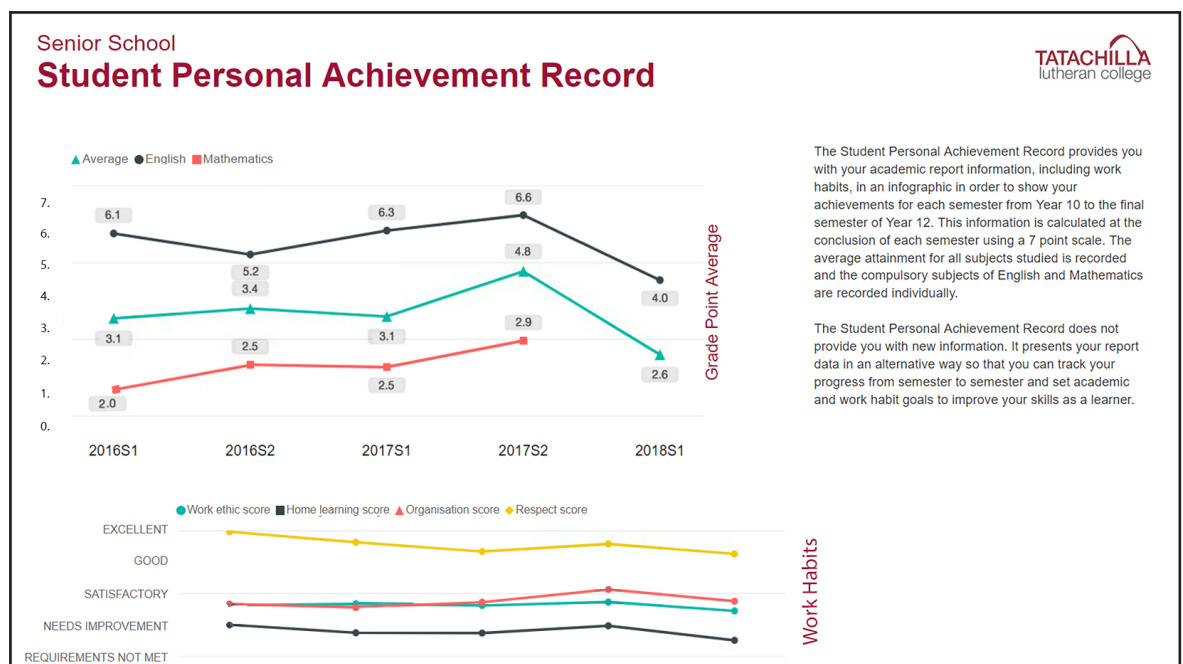 Senior School
Student Personal Achievement Record
TATACHILLA
lutheran college
Average English Mathematics
7.
6.
5.
4.
3.
2.
1.
0.
6.1
5.2
6.3
6.6
4.0
3.1
3.4
3.1
4.8
2.6
2.0
2.5
2.5
2.9
2016S1 2016S2 2017S1 2017S2 2018S1
Grade Point Average
The Student Personal Achievement Record provides you
with your academic report information, including work
habits, in an infographic in order to show your
achievements for each semester from Year 10 to the final
semester of Year 12. This information is calculated at the
conclusion of each semester using a 7 point scale. The
average attainment for all subjects studied is recorded
and the compulsory subjects of English and Mathematics
are recorded individually.
The Student Personal Achievement Record does not
provide you with new information. It presents your report
data in an alternative way so that you can track your
progress from semester to semester and set academic
and work habit goals to improve your skills as a learner.
Work ethic score Home learning score Organisation score Respect score
EXCELLENT
GOOD
SATISFACTORY
NEEDS IMPROVEMENT
REQUIREMENTS NOT MET
Work Habits